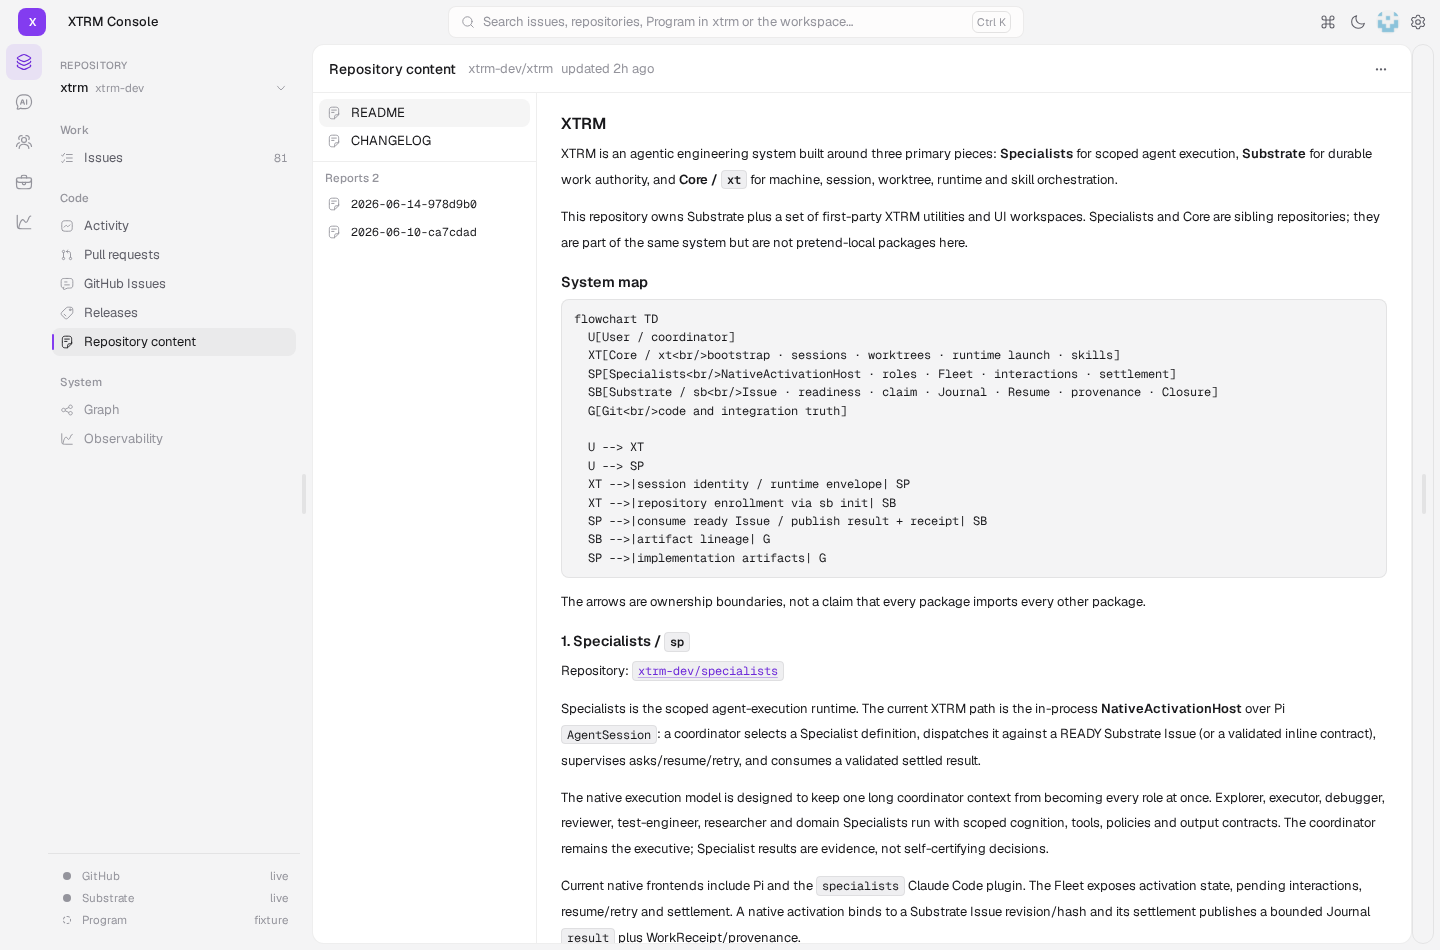 X
XTRM Console
Search issues, repositories, Program in xtrm or the workspace...
Ctrl K
REPOSITORY
xtrm xtrm-dev
Work
Issues 81
Code
Activity
Pull requests
GitHub Issues
Releases
Repository content
System
Graph
Observability
GitHub live
Substrate live
Program fixture
Repository content xtrm-dev/xtrm updated 2h ago
README
CHANGELOG
Reports 2
2026-06-14-978d9b0
2026-06-10-ca7cdad
XTRM
XTRM is an agentic engineering system built around three primary pieces: Specialists for scoped agent execution, Substrate for durable
work authority, and Core / xt for machine, session, worktree, runtime and skill orchestration.
This repository owns Substrate plus a set of first-party XTRM utilities and UI workspaces. Specialists and Core are sibling repositories; they
are part of the same system but are not pretend-local packages here.
System map
flowchart TD
U[User / coordinator]
XT[Core / xt<br/>bootstrap · sessions · worktrees · runtime launch · skills]
SP[Specialists<br/>NativeActivationHost · roles · Fleet · interactions · settlement]
SB[Substrate / sb<br/>Issue · readiness · claim · Journal · Resume · provenance · Closure]
G[Git<br/>code and integration truth]
U --> XT
U --> SP
XT -->|session identity / runtime envelope| SP
XT -->|repository enrollment via sb init| SB
SP -->|consume ready Issue / publish result + receipt| SB
SB -->|artifact lineage| G
SP -->|implementation artifacts| G
The arrows are ownership boundaries, not a claim that every package imports every other package.
1. Specialists / sp
Repository: xtrm-dev/specialists
Specialists is the scoped agent-execution runtime. The current XTRM path is the in-process NativeActivationHost over Pi
AgentSession: a coordinator selects a Specialist definition, dispatches it against a READY Substrate Issue (or a validated inline contract),
supervises asks/resume/retry, and consumes a validated settled result.
The native execution model is designed to keep one long coordinator context from becoming every role at once. Explorer, executor, debugger,
reviewer, test-engineer, researcher and domain Specialists run with scoped cognition, tools, policies and output contracts. The coordinator
remains the executive; Specialist results are evidence, not self-certifying decisions.
Current native frontends include Pi and the specialists Claude Code plugin. The Fleet exposes activation state, pending interactions,
resume/retry and settlement. A native activation binds to a Substrate Issue revision/hash and its settlement publishes a bounded Journal
result plus WorkReceipt/provenance.